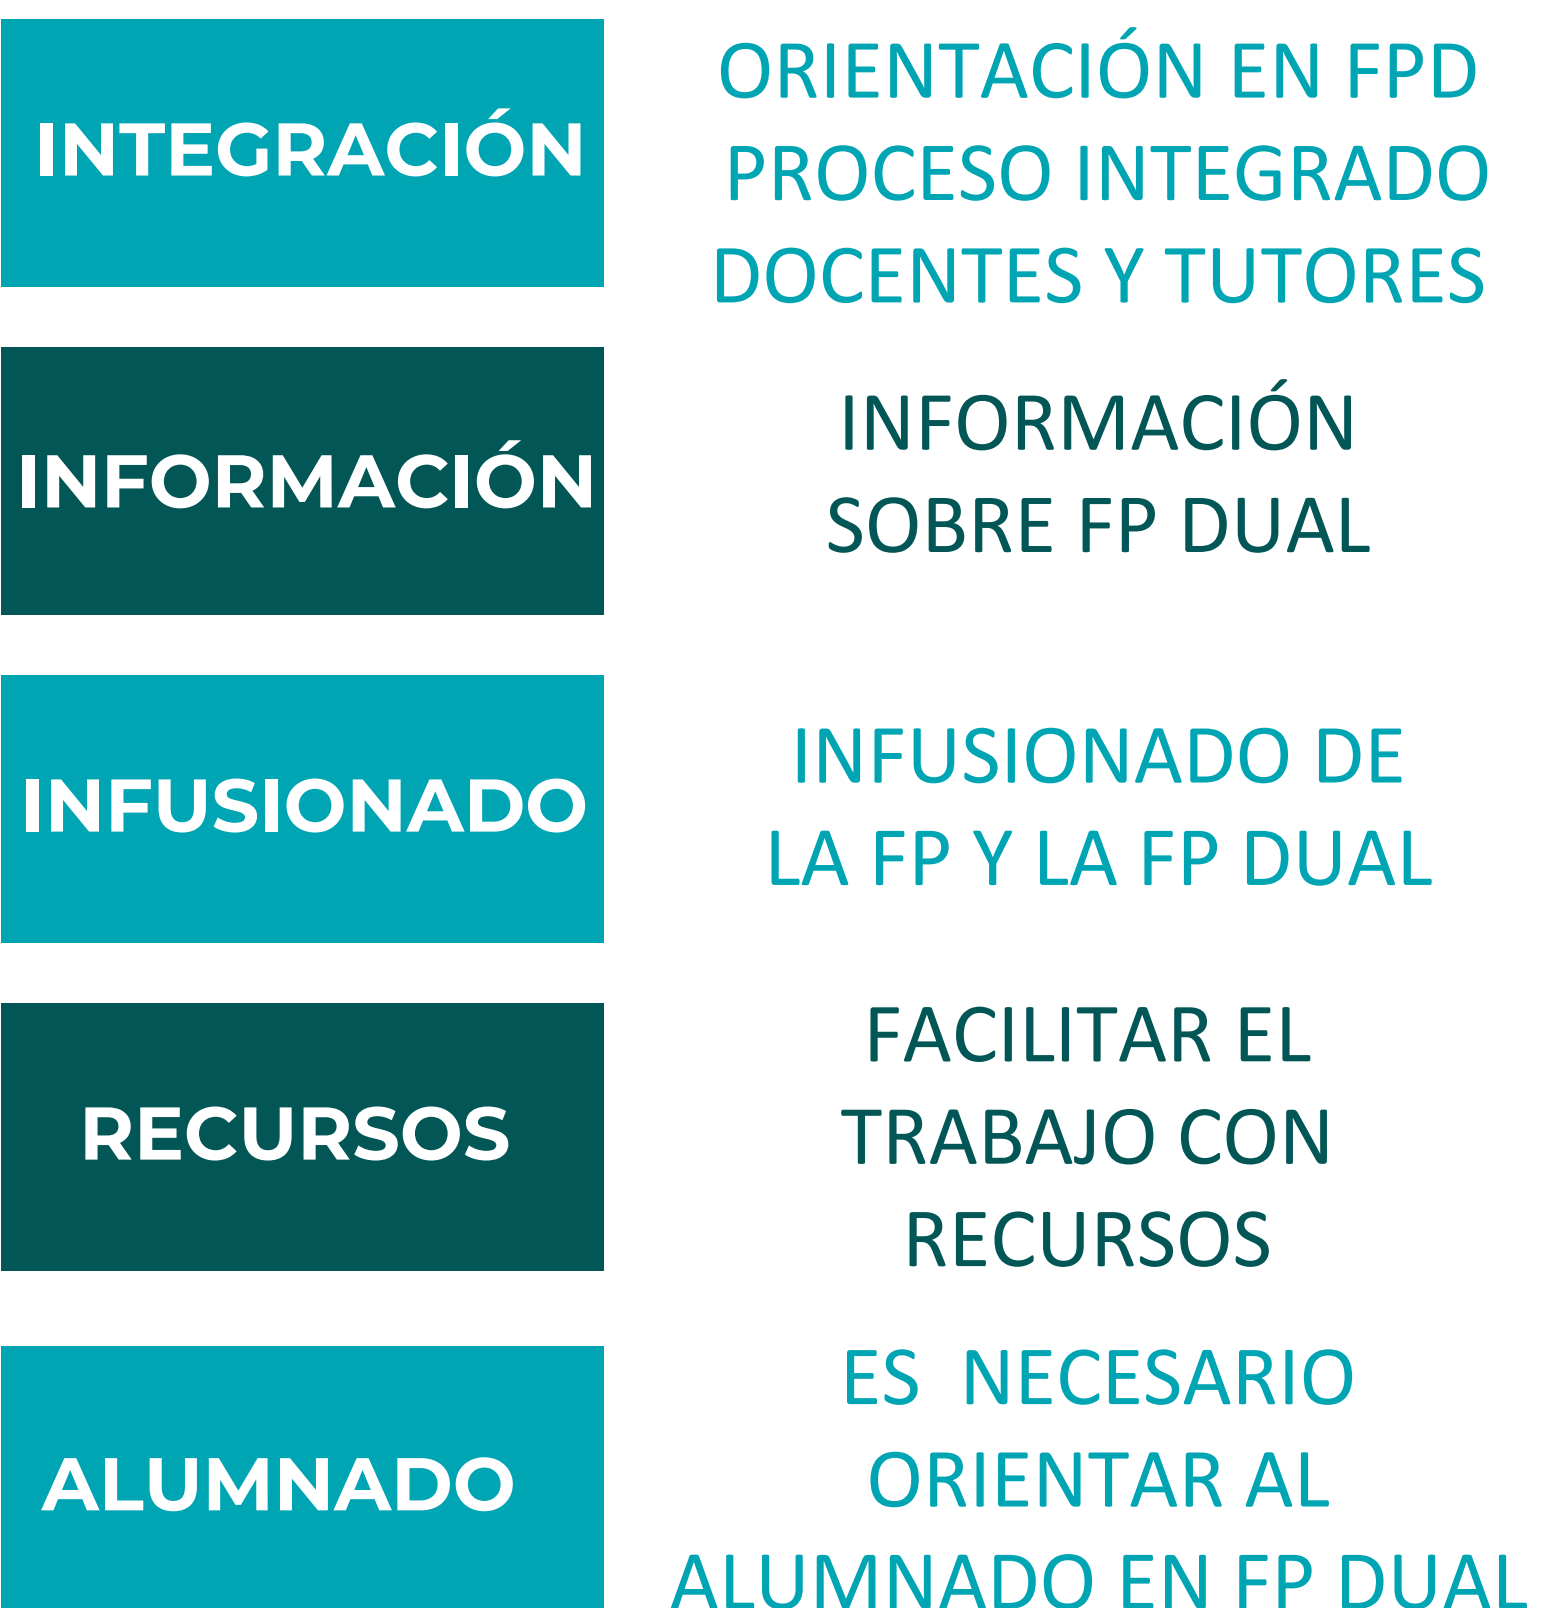 INTEGRACIÓN
ORIENTACIÓN EN FPD
PROCESO INTEGRADO
DOCENTES Y TUTORES
INFORMACIÓN
INFORMACIÓN
SOBRE FP DUAL
INFUSIONADO
INFUSIONADO DE
LA FP Y LA FP DUAL
RECURSOS
FACILITAR EL
TRABAJO CON
RECURSOS
ALUMNADO
ES NECESARIO
ORIENTAR AL
ALUMNADO EN FP DUAL